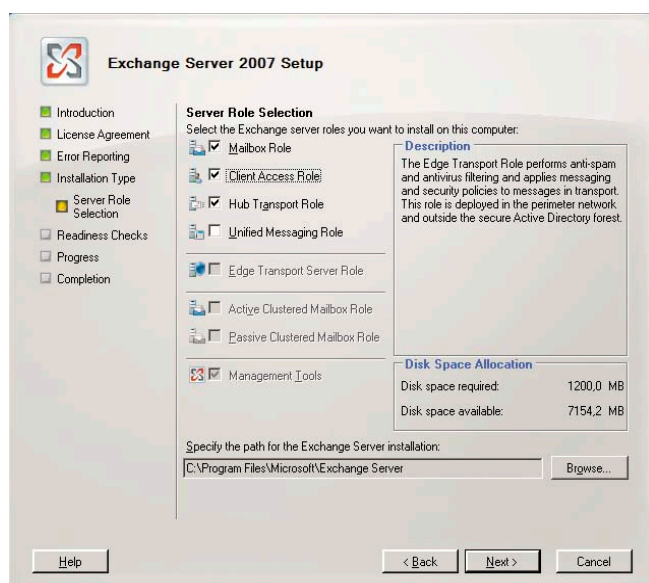 Exchange Server 2007 Setup
Introduction
License Agreement
Error Reporting
Installation Type
Server Role
Selection
Readiness Checks
Progress
Completion
Server Role Selection
Select the Exchange server roles you want to install on this computer:
Mailbox Role
Client Access Role
Hub Transport Role
Unified Messaging Role
Edge Transport Server Role
Active Clustered Mailbox Role
Passive Clustered Mailbox Role
Management Tools
Description
The Edge Transport Role performs anti-spam
and antivirus filtering and applies messaging
and security policies to messages in transport.
This role is deployed in the perimeter network
and outside the secure Active Directory forest.
Disk Space Allocation
Disk space required: 1200,0 MB
Disk space available: 7154,2 MB
Specify the path for the Exchange Server installation:
C:\Program Files\Microsoft\Exchange Server
Browse...
Help
< Back
Next >
Cancel